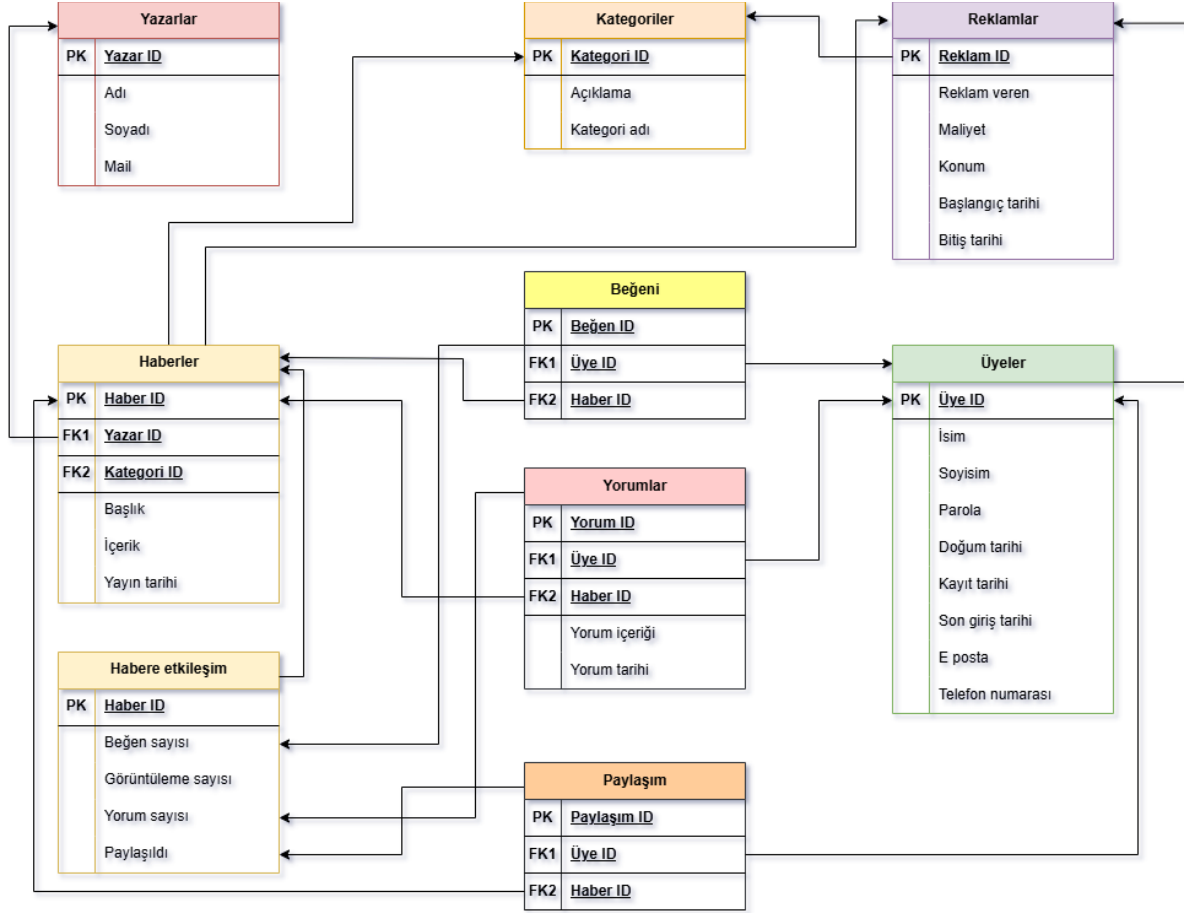 Yazarlar
PK Yazar ID
Adı
Soyadı
Mail
Kategoriler
PK Kategori ID
Açıklama
Kategori adı
Reklamlar
PK Reklam ID
Reklam veren
Maliyet
Konum
Başlangıç tarihi
Bitiş tarihi
Beğeni
PK Beğen ID
FK1 Üye ID
FK2 Haber ID
Haberler
PK Haber ID
FK1 Yazar ID
FK2 Kategori ID
Başlık
İçerik
Yayın tarihi
Üyeler
PK Üye ID
İsim
Soyisim
Parola
Doğum tarihi
Kayıt tarihi
Son giriş tarihi
E posta
Telefon numarası
Yorumlar
PK Yorum ID
FK1 Üye ID
FK2 Haber ID
Yorum içeriği
Yorum tarihi
Habere etkileşim
PK Haber ID
Beğen sayısı
Görüntüleme sayısı
Yorum sayısı
Paylaşıldı
Paylaşım
PK Paylaşım ID
FK1 Üye ID
FK2 Haber ID